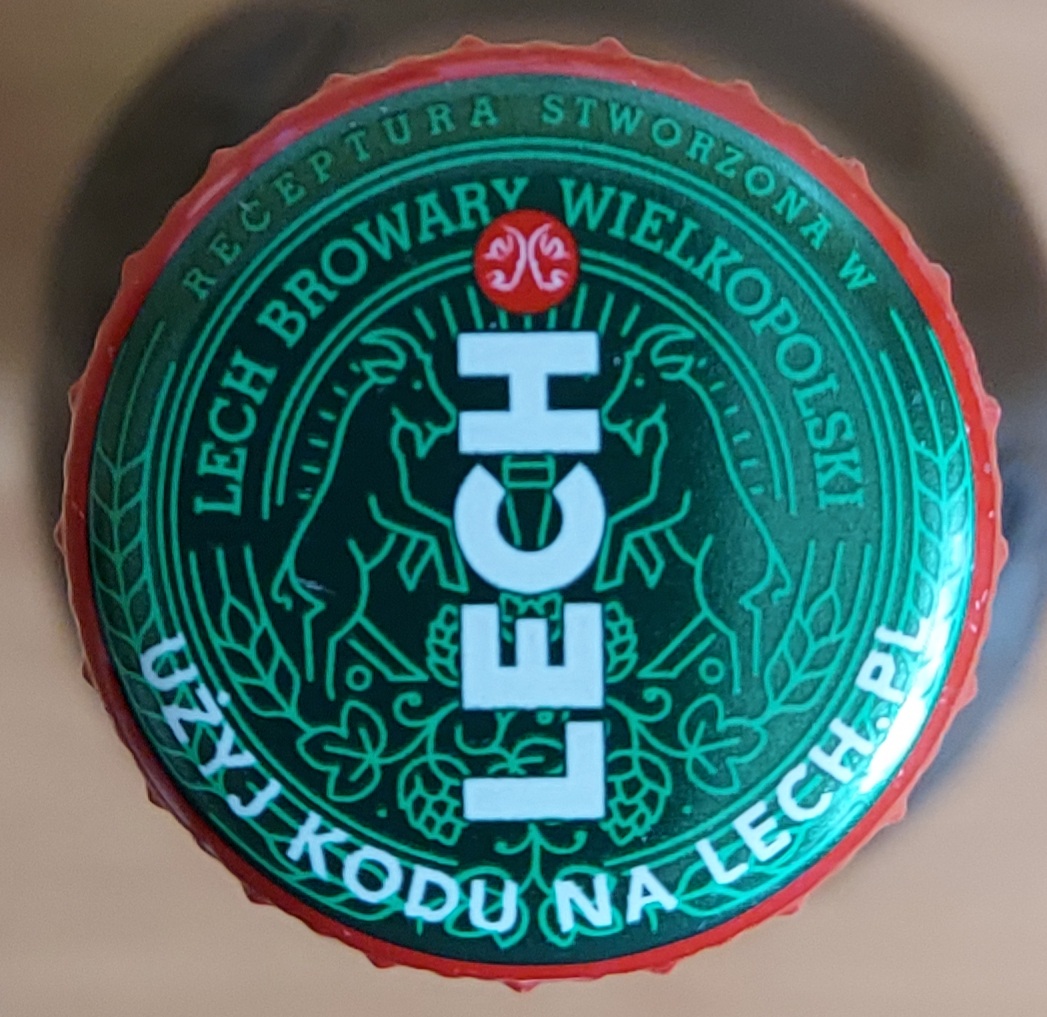 RECEPTURA STWORZONA W
LECH BROWARY WIELKOPOLSKI
LECH
UŻYJ KODU NA LECH.PL